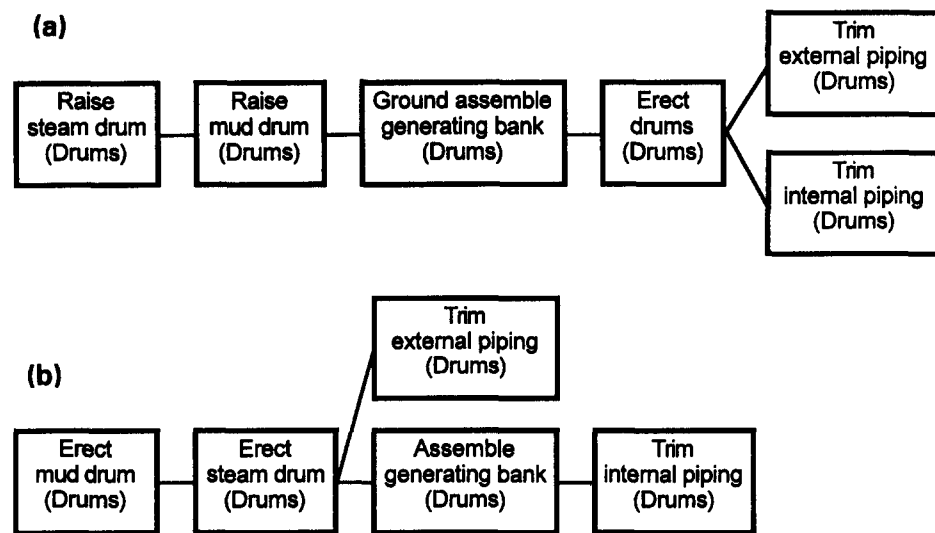 (a)
Raise
steam drum
(Drums)
Raise
mud drum
(Drums)
Ground assemble
generating bank
(Drums)
Erect
drums
(Drums)
Trim
external piping
(Drums)
Trim
internal piping
(Drums)
(b)
Erect
mud drum
(Drums)
Erect
steam drum
(Drums)
Trim
external piping
(Drums)
Assemble
generating bank
(Drums)
Trim
internal piping
(Drums)